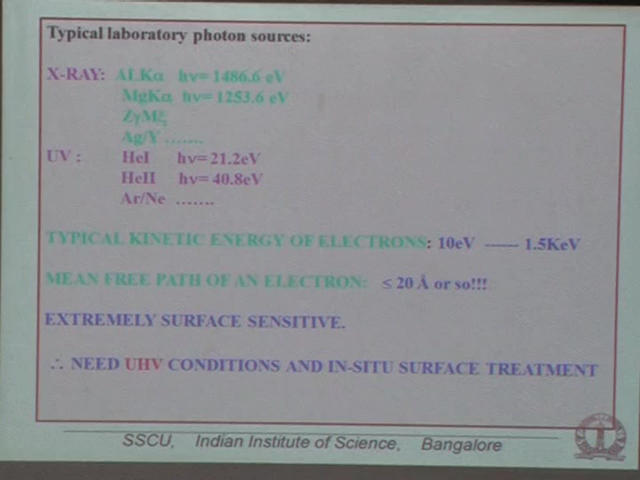 Typical laboratory photon sources:
X-RAY: ALKα hν= 1486.6 eV
MgKα hν= 1253.6 eV
ZγMξ
Ag/Y .......
UV : HeI hν= 21.2eV
HeII hν= 40.8eV
Ar/Ne .......
TYPICAL KINETIC ENERGY OF ELECTRONS: 10eV —— 1.5KeV
MEAN FREE PATH OF AN ELECTRON: ≤ 20 Å or so!!!
EXTREMELY SURFACE SENSITIVE.
∴ NEED UHV CONDITIONS AND IN-SITU SURFACE TREATMENT
SSCU, Indian Institute of Science, Bangalore